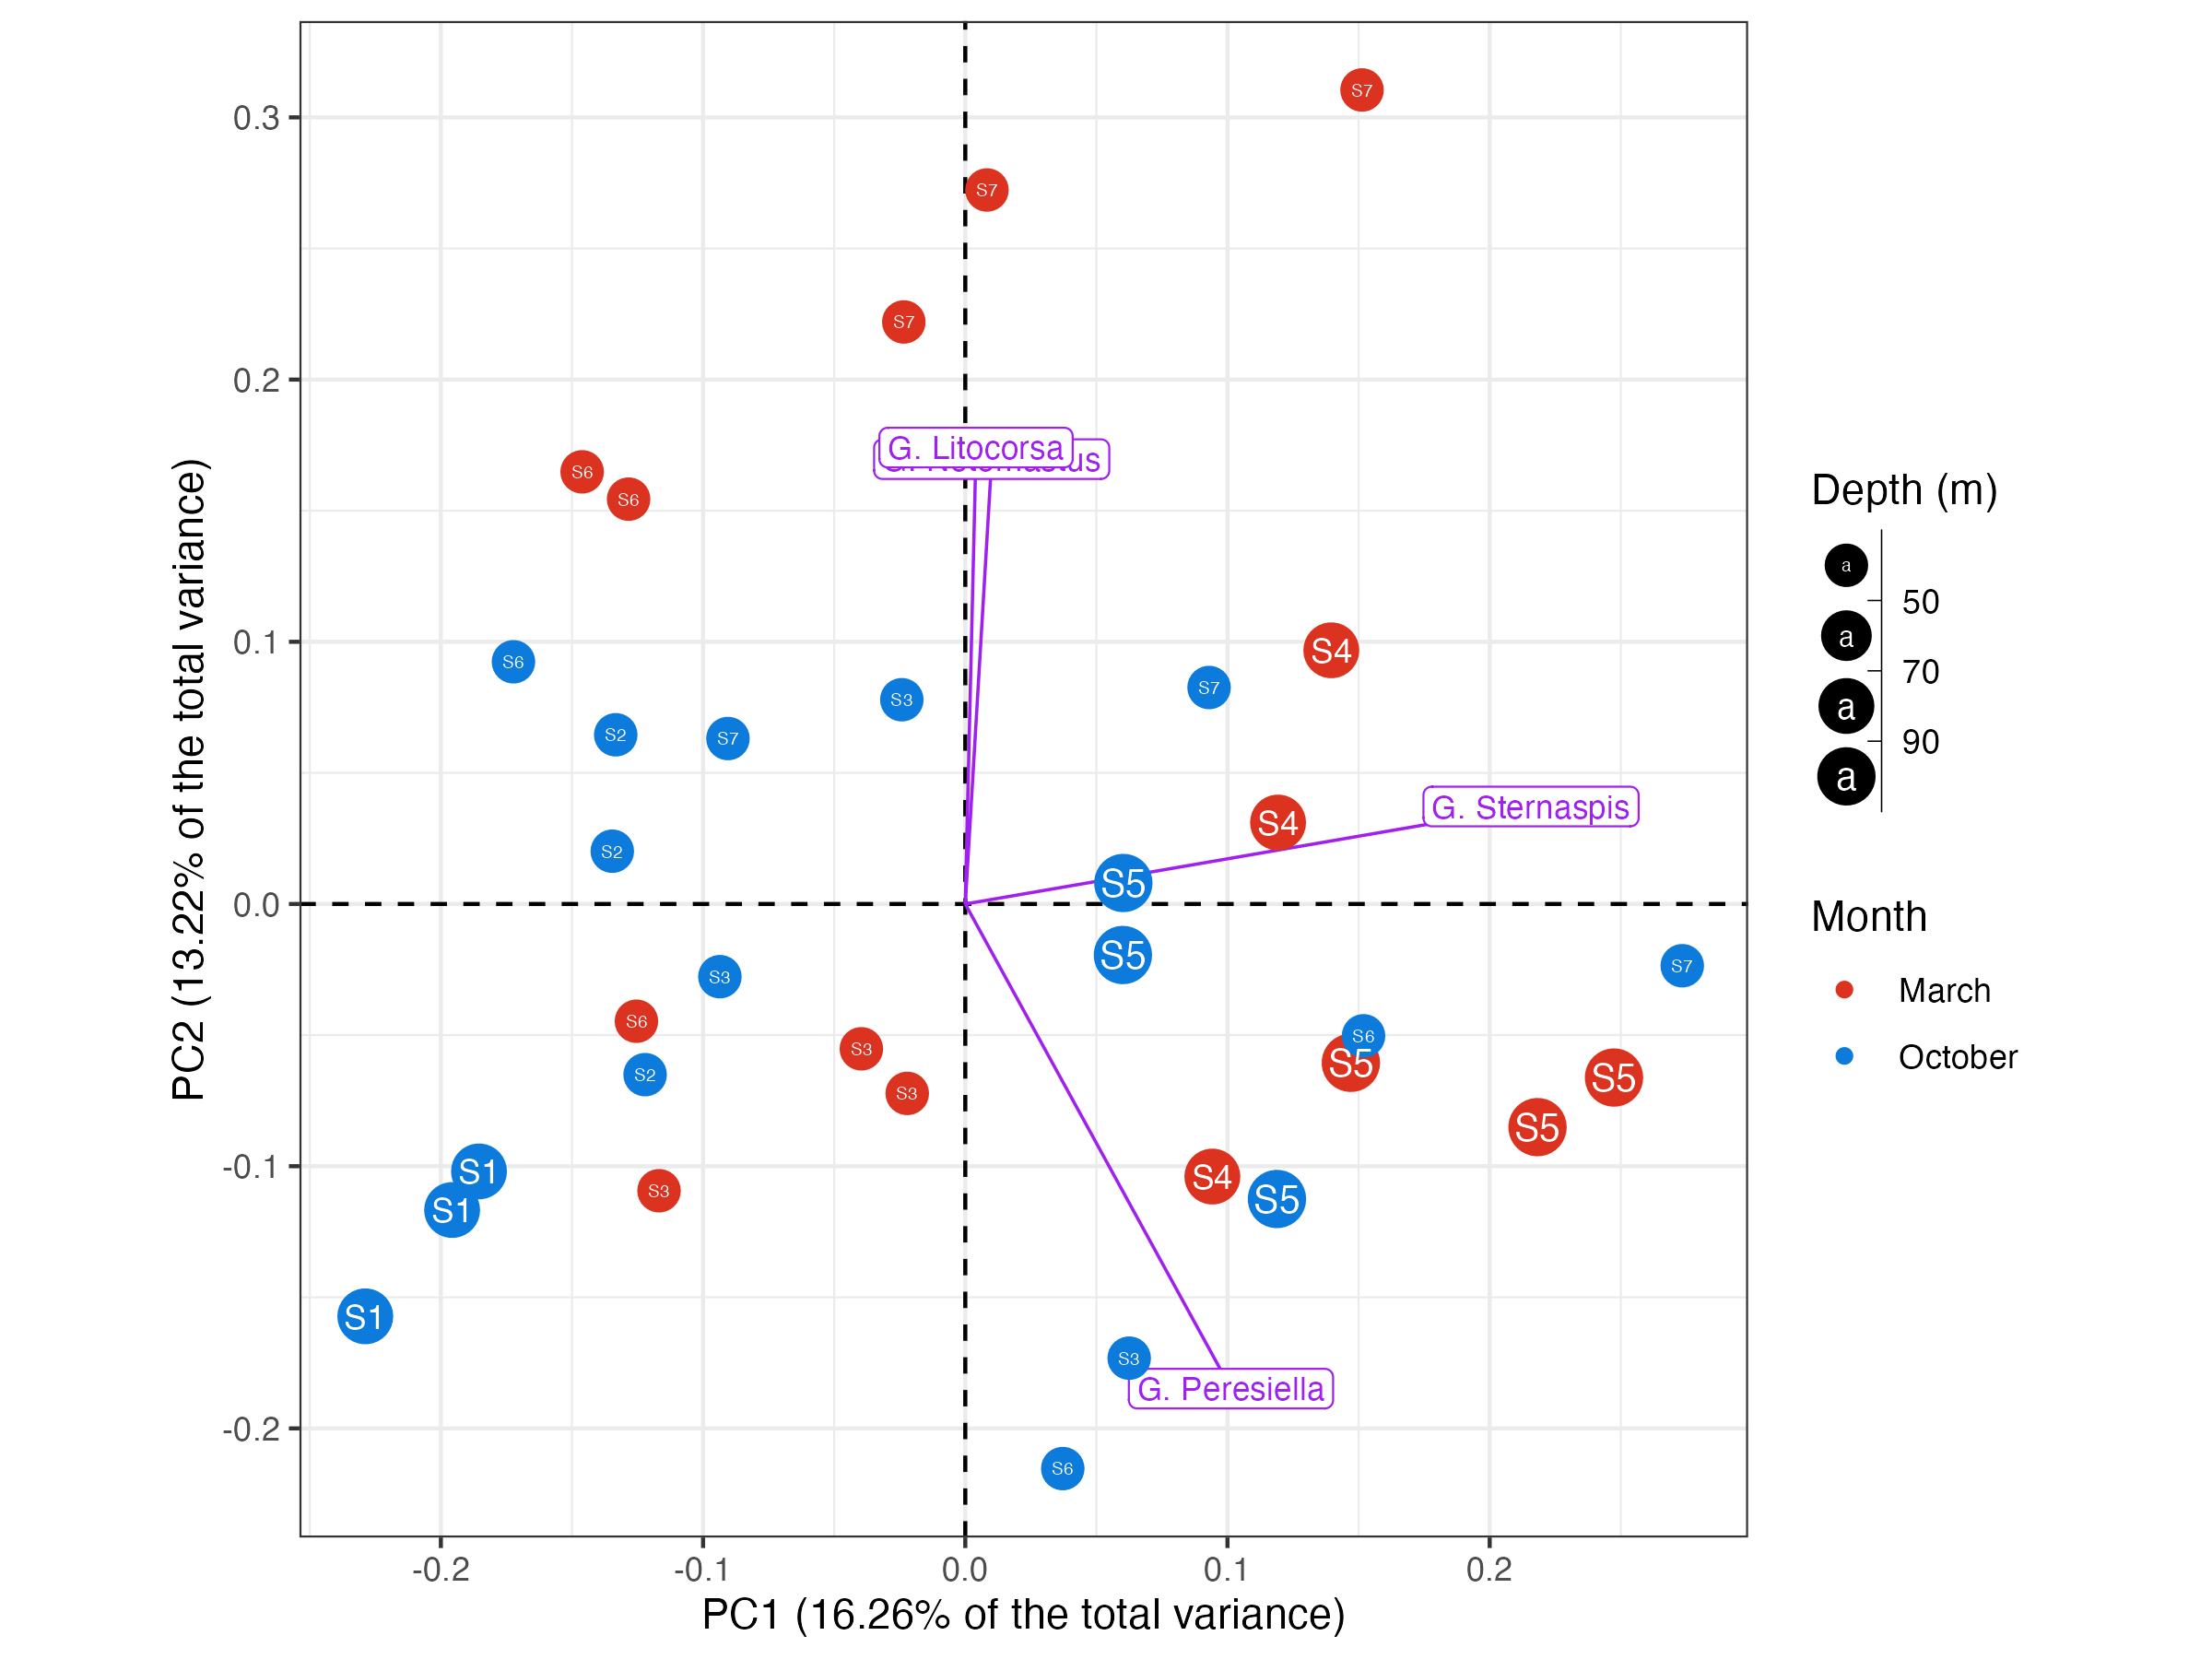 0.3
0.2
0.1
0.0
-0.1
-0.2
PC2 (13.22% of the total variance)
S7
S7
S7
G. Litocorsa
S6
S6
S4
S6
S3
S7
S2
S7
G. Sternaspis
S4
S2
S5
S5
S7
S3
S6
S6
S3
S5
S2
S5
S3
S5
S1
S4
S3
S5
S1
S1
S3
G. Peresiella
S6
-0.2
-0.1
0.0
0.1
0.2
PC1 (16.26% of the total variance)
Depth (m)
a
50
a
70
a
90
a
Month
March
October